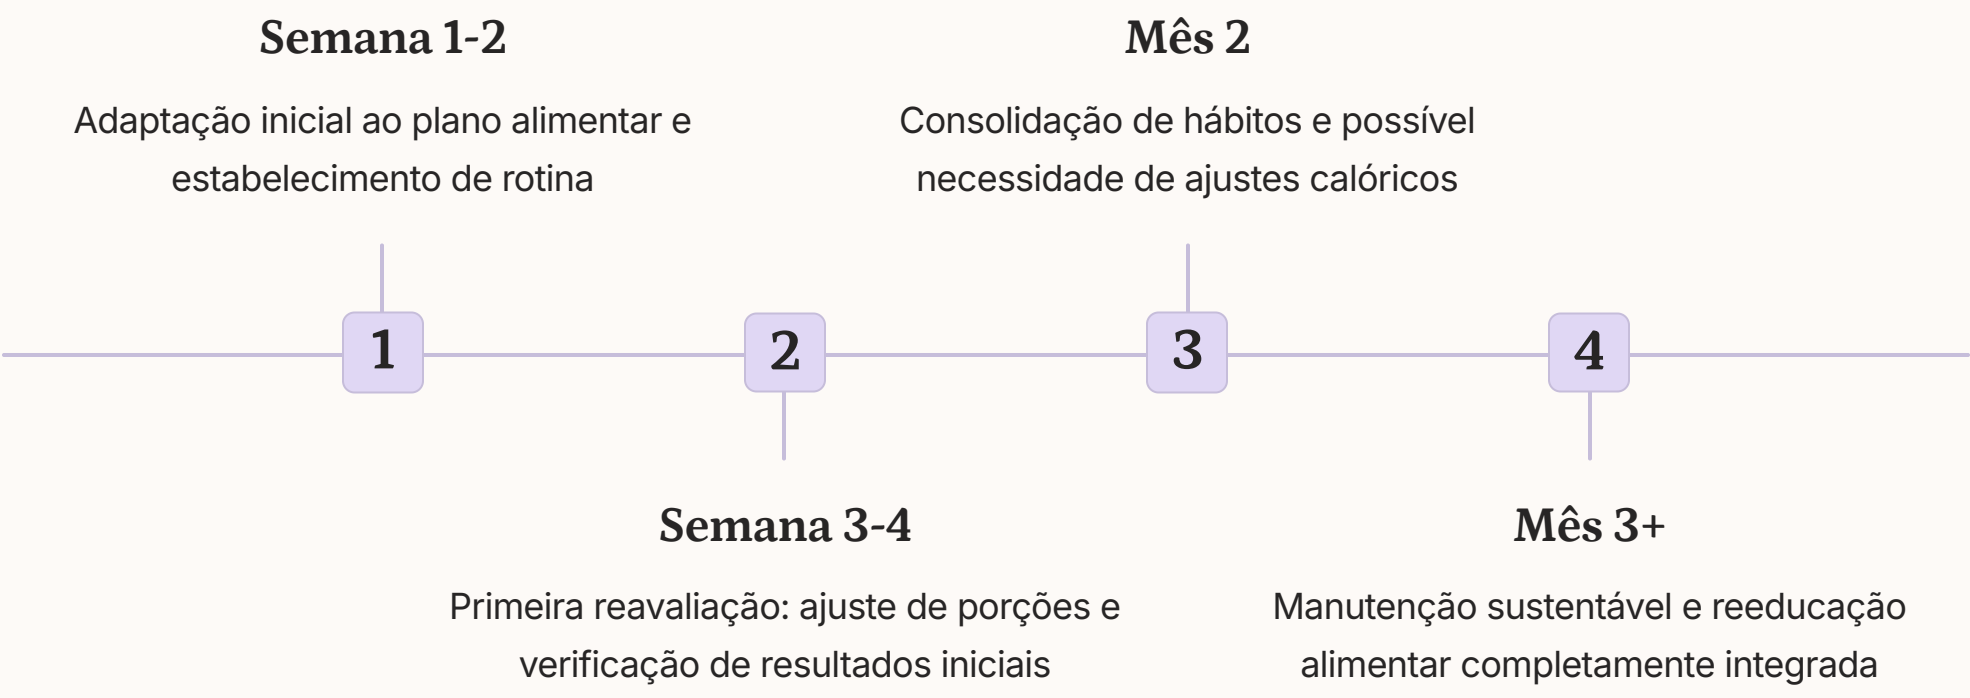 Semana 1-2
Adaptação inicial ao plano alimentar e
estabelecimento de rotina
Mês 2
Consolidação de hábitos e possível
necessidade de ajustes calóricos
1
2
3
4
Semana 3-4
Primeira reavaliação: ajuste de porções e
verificação de resultados iniciais
Mês 3+
Manutenção sustentável e reeducação
alimentar completamente integrada